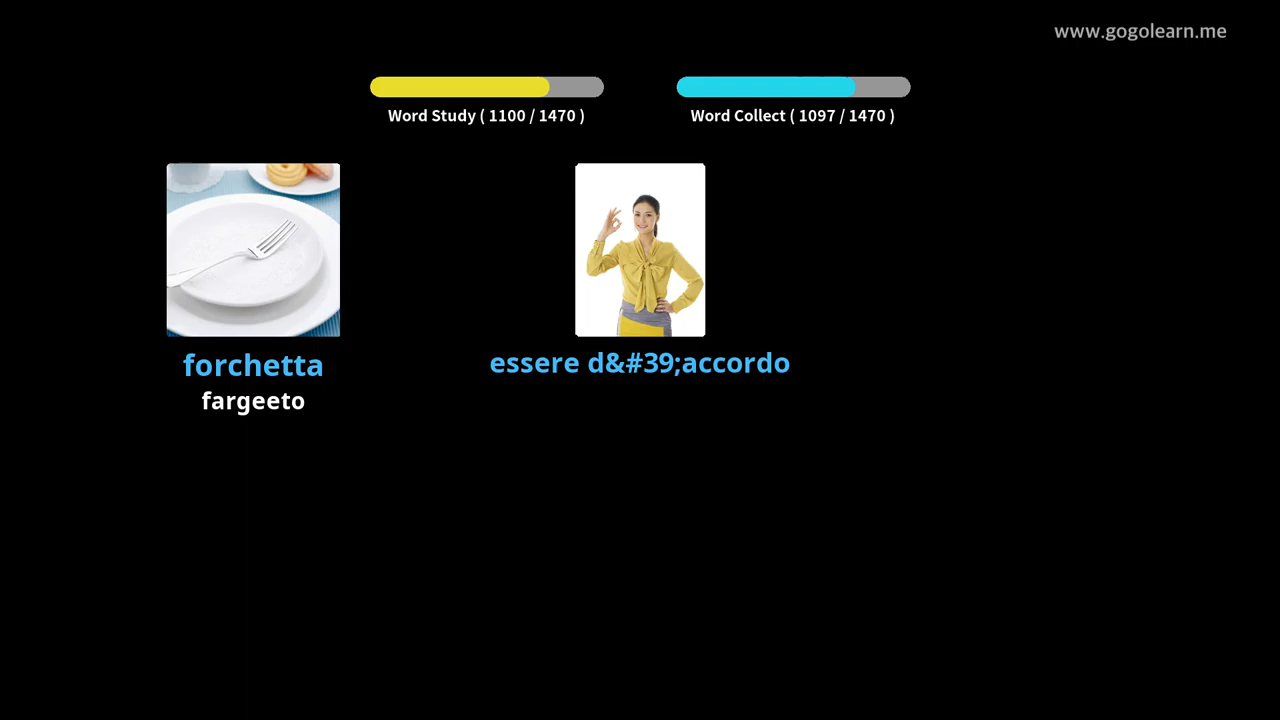 www.gogolearn.me
Word Study ( 1100 / 1470 )
Word Collect ( 1097 / 1470 )
forchetta
fargeeto
essere d&#39;accordo